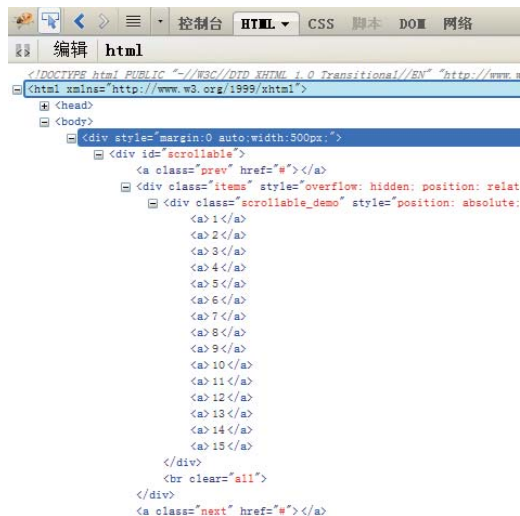 控制台 HTML CSS 脚本 DOM 网络
编辑 html
<!DOCTYPE html PUBLIC "-//W3C//DTD XHTML 1.0 Transitional//EN" "http://www.w
<html xmlns="http://www.w3.org/1999/xhtml">
<head>
<body>
<div style="margin:0 auto;width:500px;">
<div id="scrollable">
<a class="prev" href="#"></a>
<div class="items" style="overflow: hidden; position: relat
<div class="scrollable_demo" style="position: absolute;
<a>1</a>
<a>2</a>
<a>3</a>
<a>4</a>
<a>5</a>
<a>6</a>
<a>7</a>
<a>8</a>
<a>9</a>
<a>10</a>
<a>11</a>
<a>12</a>
<a>13</a>
<a>14</a>
<a>15</a>
</div>
<br clear="all">
</div>
<a class="next" href="#"></a>